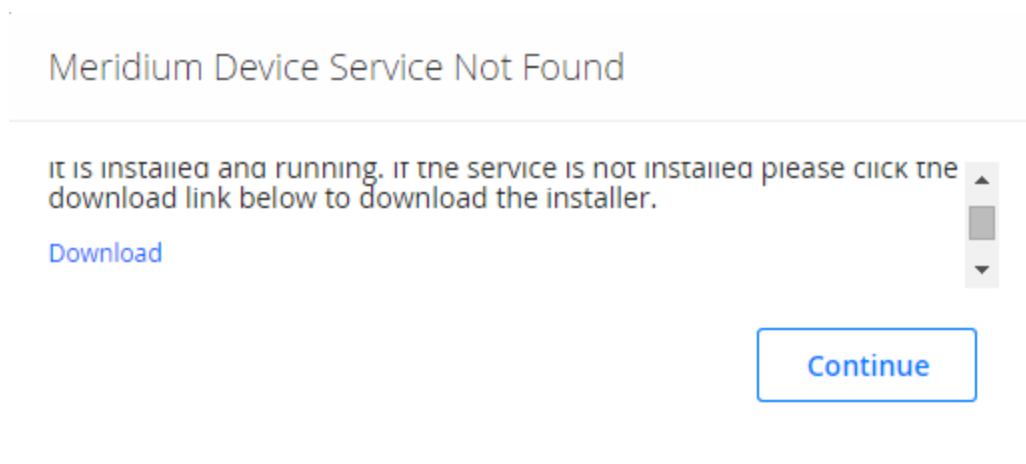 Meridium Device Service Not Found
it is installed and running. If the service is not installed please click the
download link below to download the installer.
Download
Continue